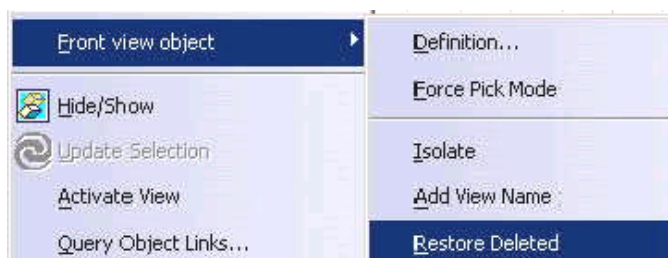 Front view object
Hide/Show
Update Selection
Activate View
Query Object Links...
Definition...
Force Pick Mode
Isolate
Add View Name
Restore Deleted